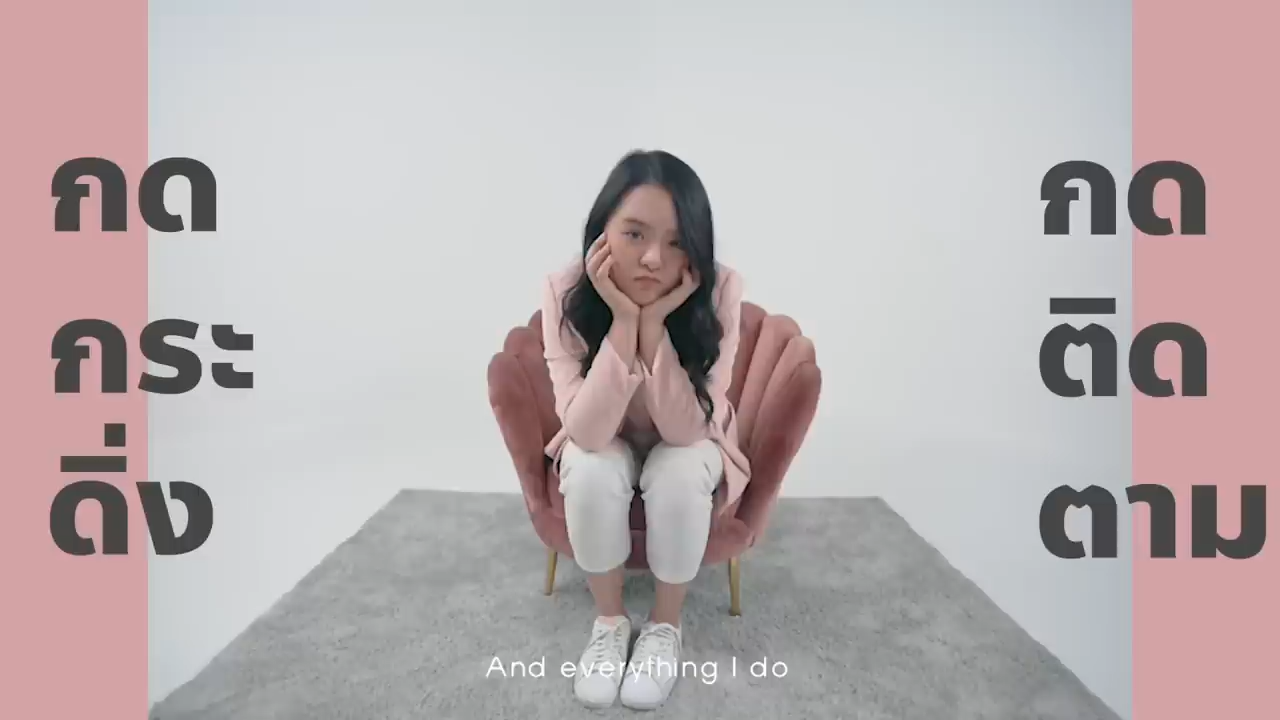 กด
กระ
ดิ่ง
กด
ติด
ตาม
And everything I do